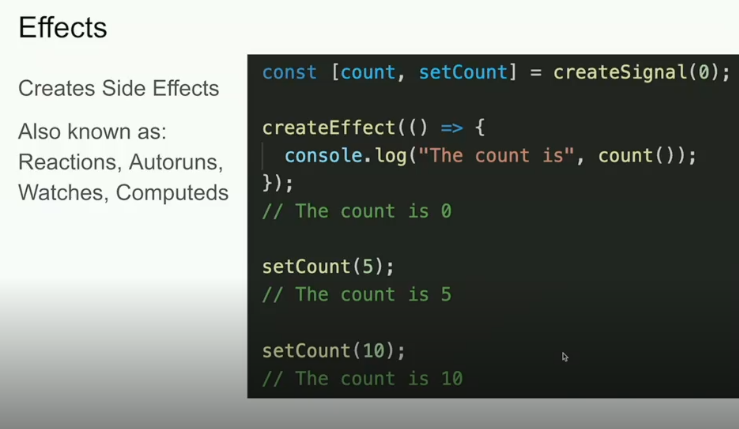 Effects
Creates Side Effects
Also known as:
Reactions, Autoruns,
Watches, Computeds
const [count, setCount] = createSignal(0);
createEffect(() => {
  console.log("The count is", count());
});
// The count is 0
setCount(5);
// The count is 5
setCount(10);
// The count is 10